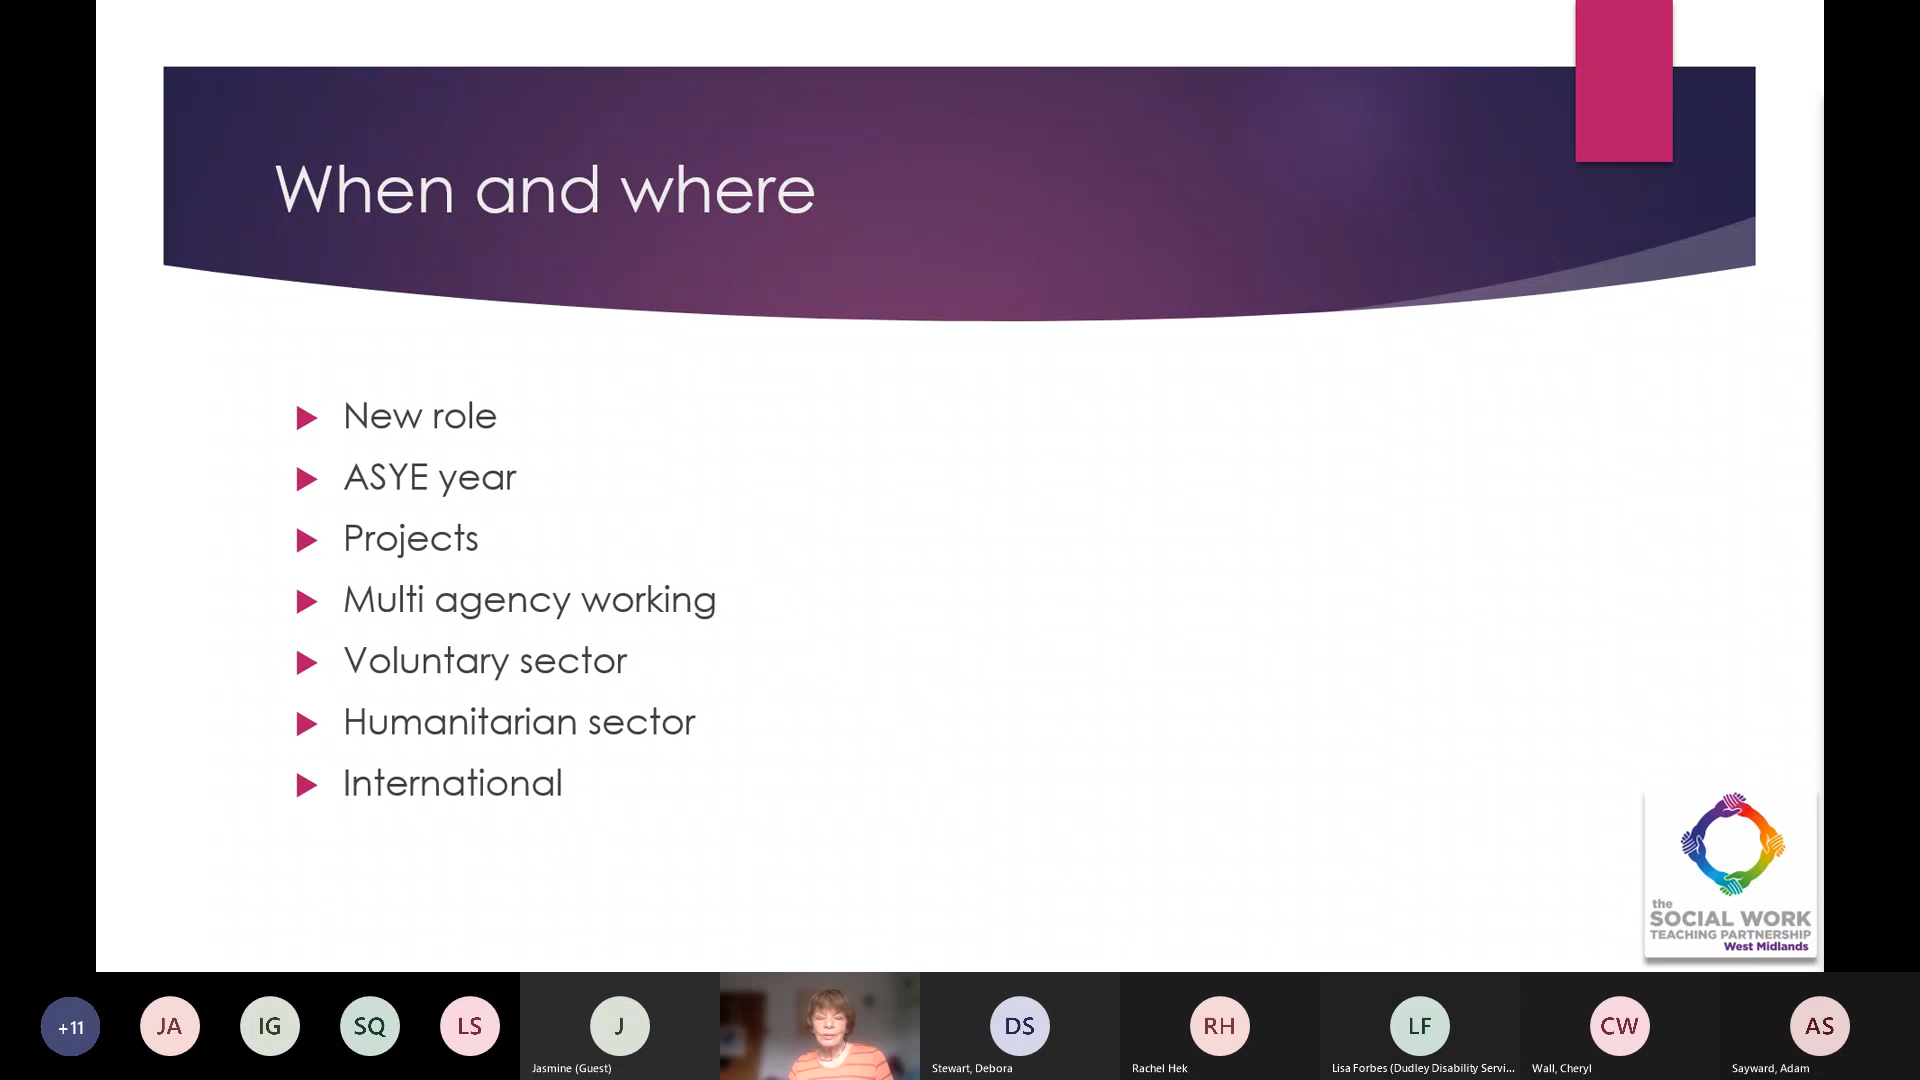 When and where
New role
ASYE year
Projects
Multi agency working
Voluntary sector
Humanitarian sector
International
the
SOCIAL WORK
TEACHING PARTNERSHIP
West Midlands
+11
JA
IG
SQ
LS
J
DS
RH
LF
CW
AS
Jasmine (Guest)
Stewart, Debora
Rachel Hek
Lisa Forbes (Dudley Disability Servi...
Wall, Cheryl
Sayward, Adam